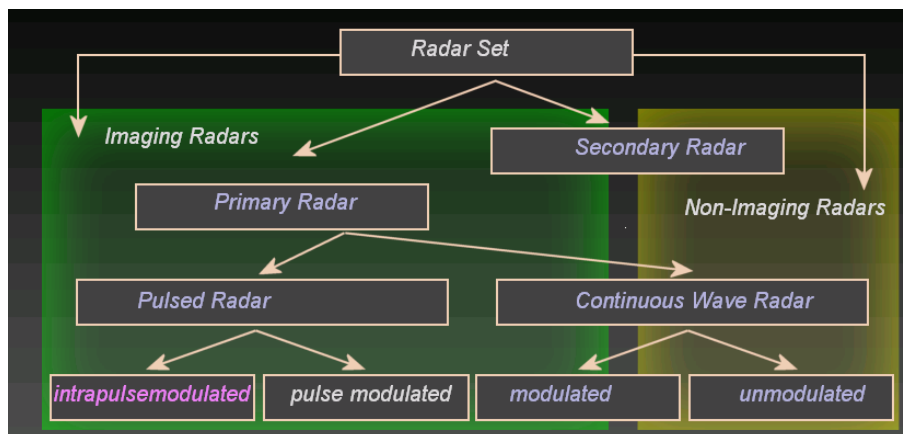 Radar Set
Imaging Radars
Secondary Radar
Primary Radar
Non-Imaging Radars
Pulsed Radar
Continuous Wave Radar
intrapulsemodulated
pulse modulated
modulated
unmodulated